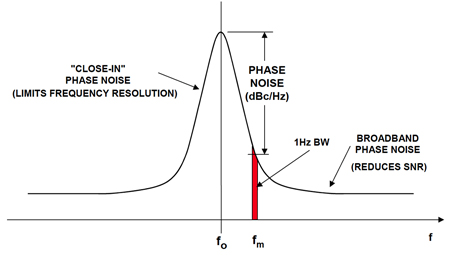 "CLOSE-IN"
PHASE NOISE
(LIMITS FREQUENCY RESOLUTION)
PHASE
NOISE
(dBc/Hz)
1Hz BW
BROADBAND
PHASE NOISE
(REDUCES SNR)
fo
fm
f